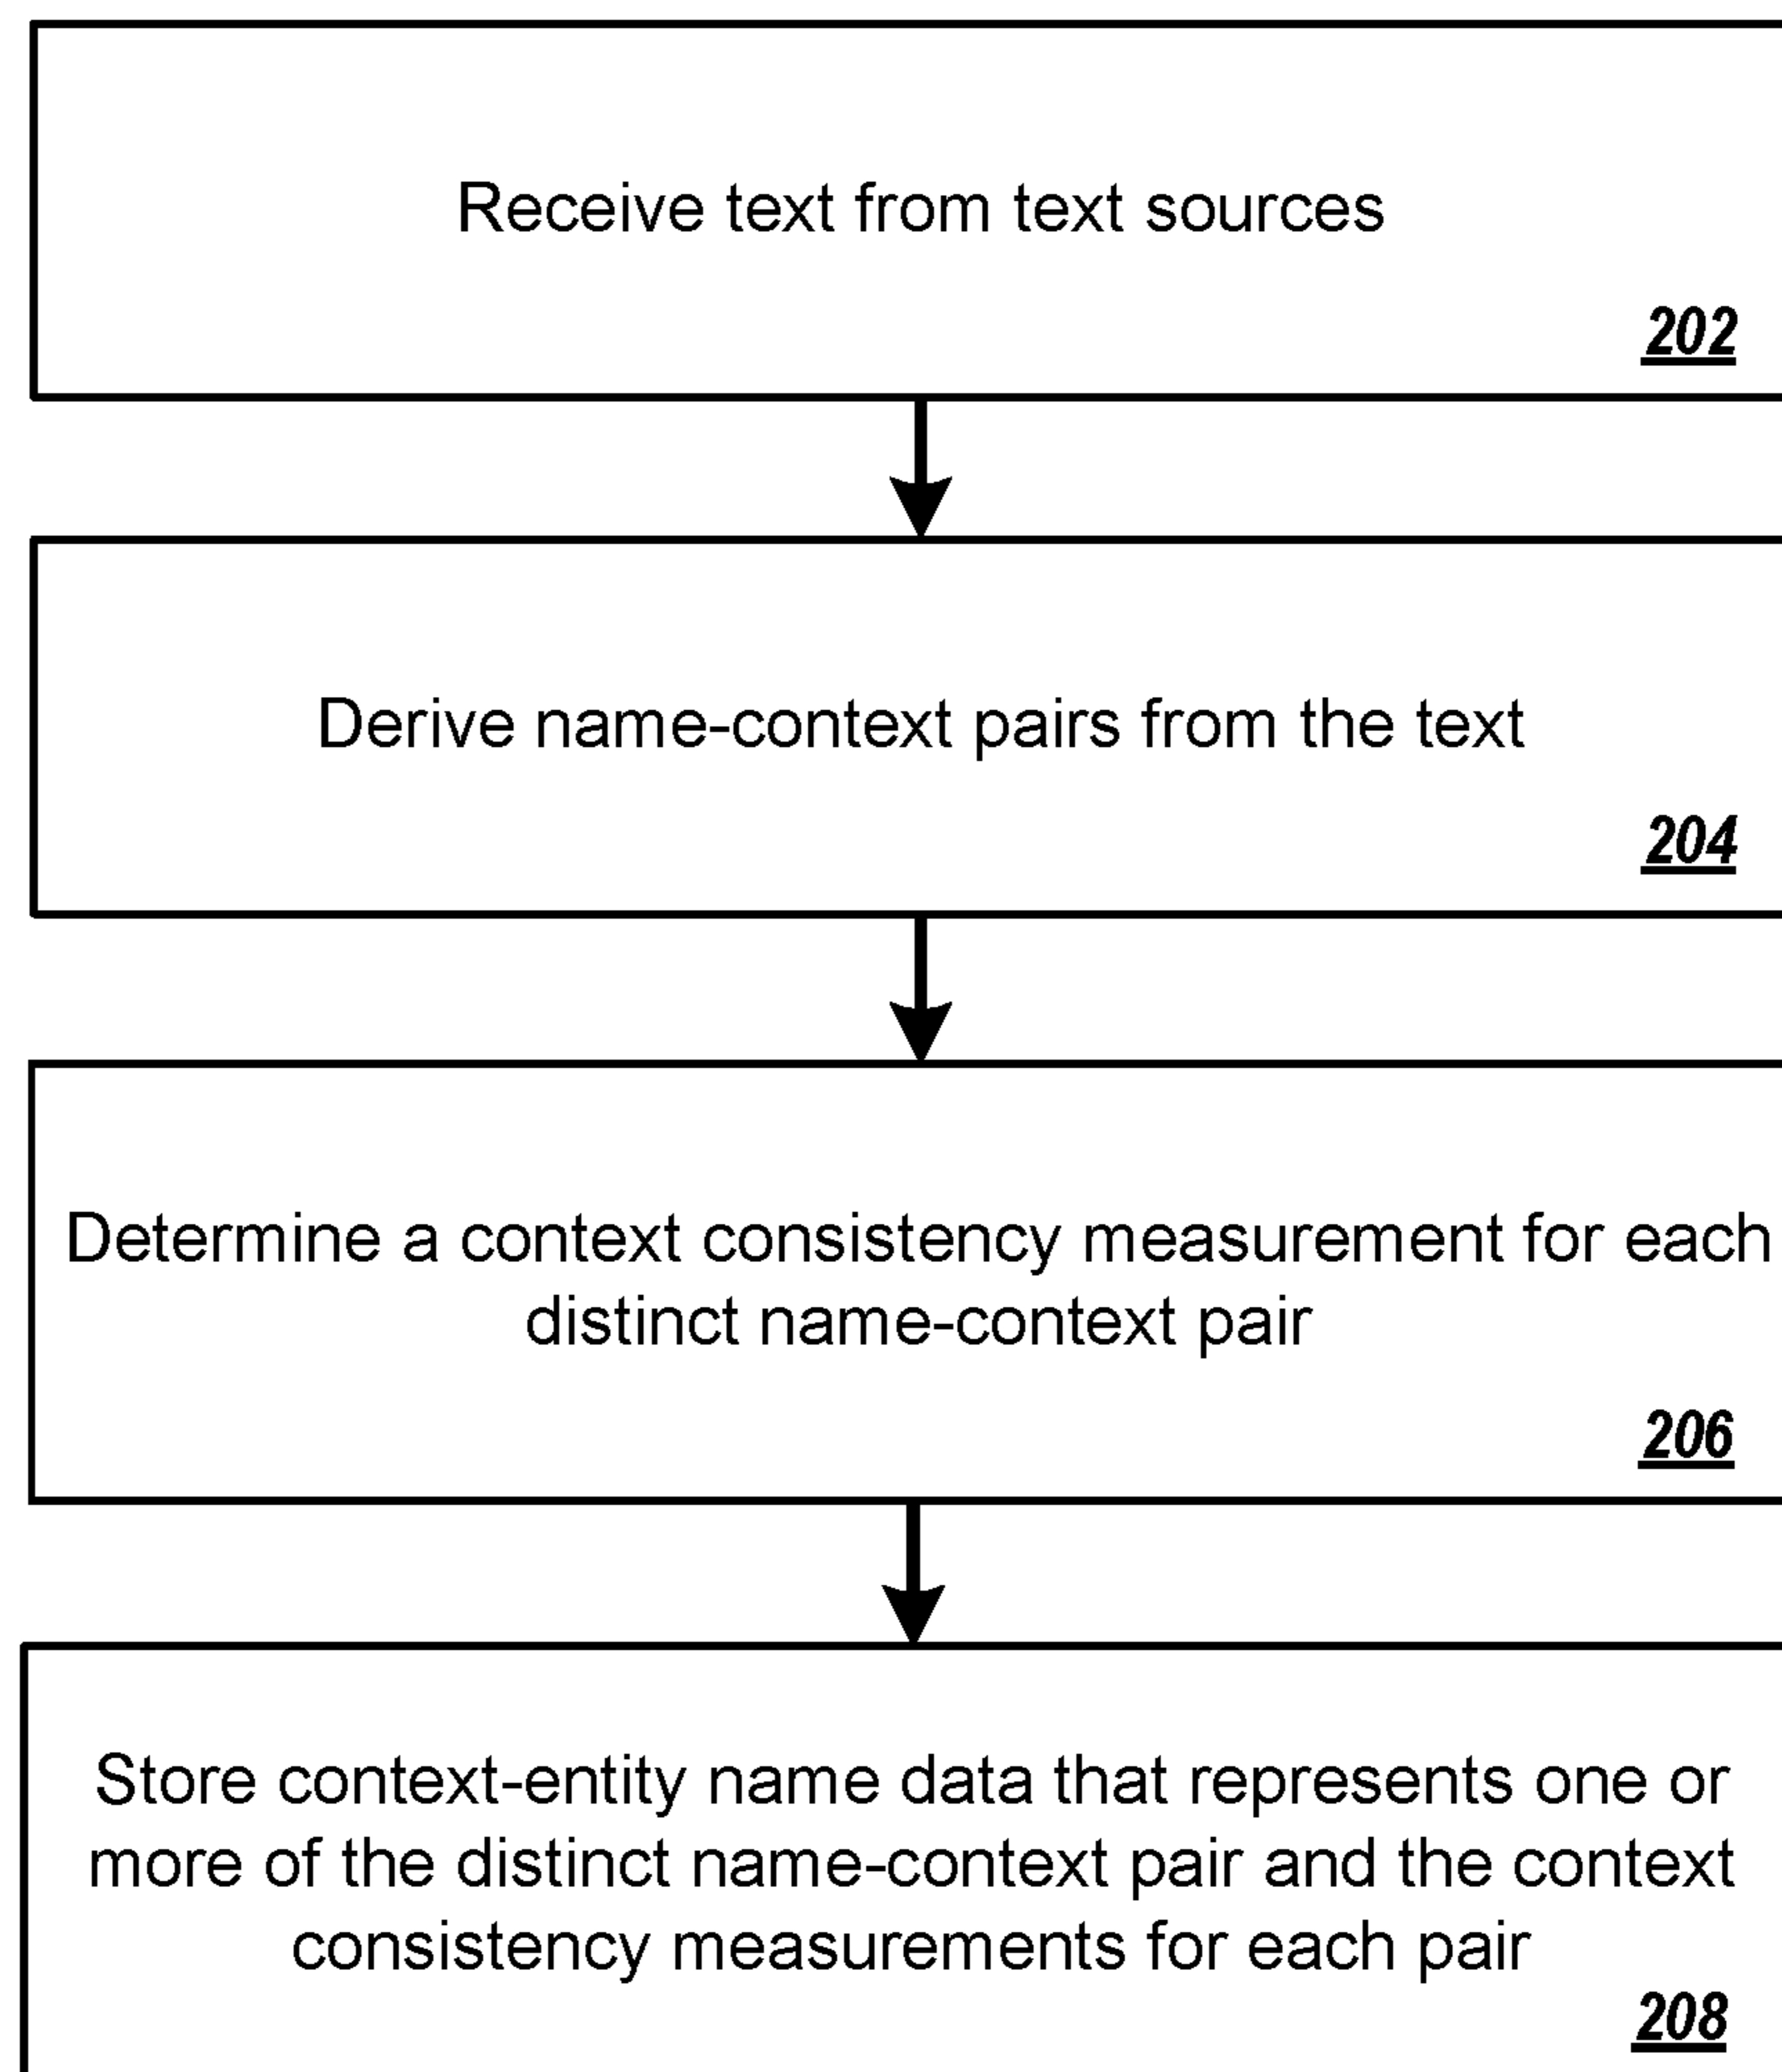 Receive text from text sources
202
Derive name-context pairs from the text
204
Determine a context consistency measurement for each
distinct name-context pair
206
Store context-entity name data that represents one or
more of the distinct name-context pair and the context
consistency measurements for each pair
208